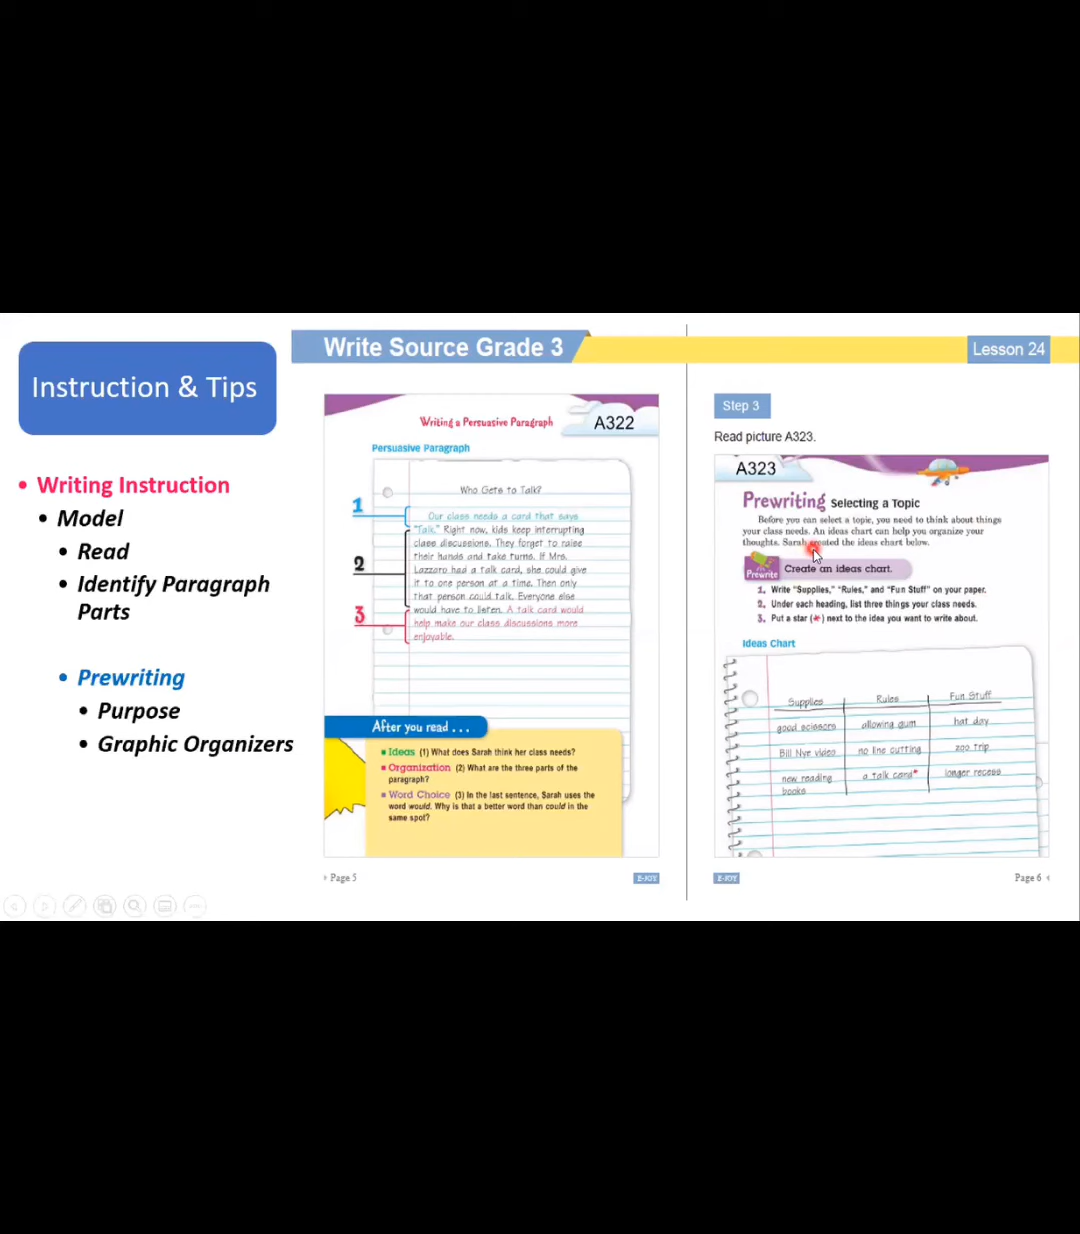 Instruction & Tips
• Writing Instruction
• Model
• Read
• Identify Paragraph
Parts
• Prewriting
• Purpose
• Graphic Organizers
Write Source Grade 3
Lesson 24
Writing a Persuasive Paragraph
A322
Persuasive Paragraph
Who Gets to Talk?
1
Our class needs a card that says
"Talk." Right now, kids keep interrupting
class discussions. They forget to raise
their hands and take turns. If Mrs.
2
Lazzaro had a talk card, she could give
it to one person at a time. Then only
that person could talk. Everyone else
would have to listen. A talk card would
3
help make our class discussions more
enjoyable.
After you read . . .
■ Ideas (1) What does Sarah think her class needs?
■ Organization (2) What are the three parts of the
paragraph?
■ Word Choice (3) In the last sentence, Sarah uses the
word would. Why is that a better word than could in the
same spot?
Page 5
E-JOY
Step 3
Read picture A323.
A323
Prewriting Selecting a Topic
Before you can select a topic, you need to think about things
your class needs. An ideas chart can help you organize your
thoughts. Sarah created the ideas chart below.
Prewrite
Create an ideas chart.
1. Write "Supplies," "Rules," and "Fun Stuff" on your paper.
2. Under each heading, list three things your class needs.
3. Put a star (*) next to the idea you want to write about.
Ideas Chart
Supplies Rules Fun Stuff
good scissors allowing gum hat day
Bill Nye video no line cutting zoo trip
new reading a talk card* longer recess
books
E-JOY
Page 6